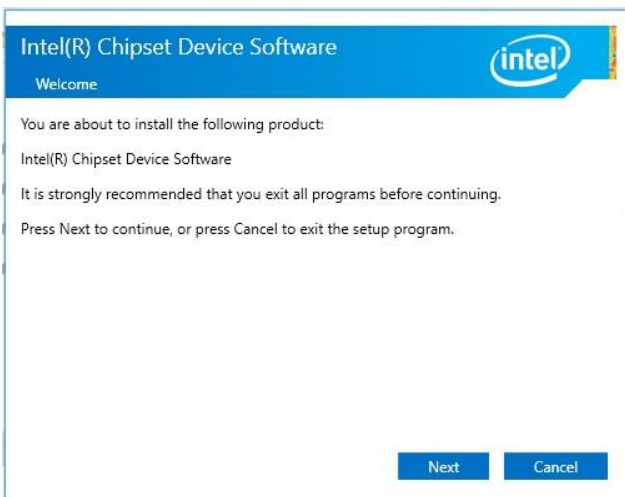 Intel(R) Chipset Device Software
intel
Welcome
You are about to install the following product:
Intel(R) Chipset Device Software
It is strongly recommended that you exit all programs before continuing.
Press Next to continue, or press Cancel to exit the setup program.
Next
Cancel